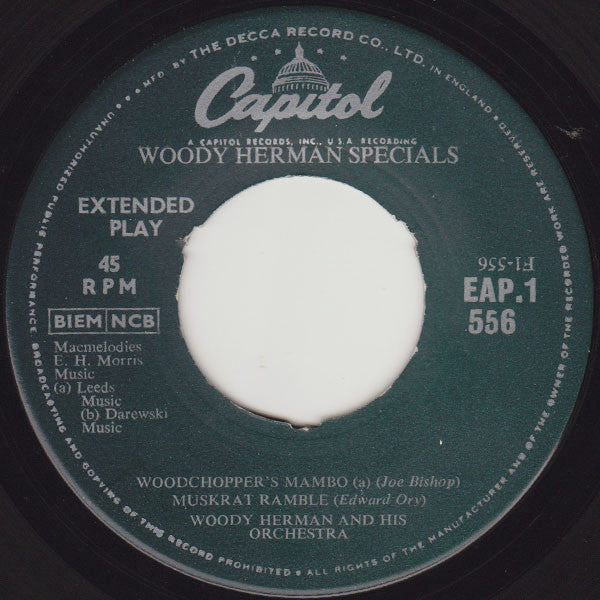 MFD. BY THE DECCA RECORD CO., LTD. IN ENGLAND • ALL RIGHTS OF THE MANUFACTURER AND OF THE OWNER OF THE RECORDED WORK ARE RESERVED • UNAUTHORIZED PUBLIC PERFORMANCE BROADCASTING AND COPYING OF THIS RECORD PROHIBITED •
Capitol
A CAPITOL RECORDS, INC., U.S.A. RECORDING
WOODY HERMAN SPECIALS
EXTENDED
PLAY
45
RPM
F1-556
EAP.1
556
BIEM NCB
Macmelodies
E. H. Morris
Music
(a) Leeds
Music
(b) Darewski
Music
WOODCHOPPER'S MAMBO (a) (Joe Bishop)
MUSKRAT RAMBLE (Edward Ory)
WOODY HERMAN AND HIS
ORCHESTRA